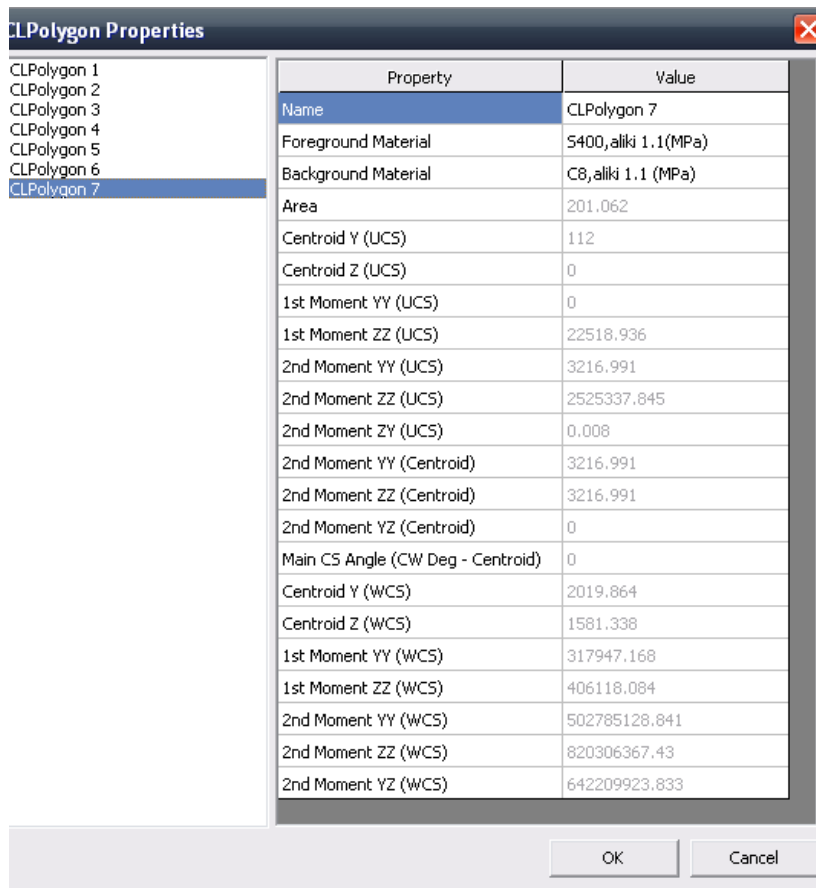 CLPolygon Properties
CLPolygon 1
CLPolygon 2
CLPolygon 3
CLPolygon 4
CLPolygon 5
CLPolygon 6
CLPolygon 7
Property Value
Name CLPolygon 7
Foreground Material S400,aliki 1.1(MPa)
Background Material C8,aliki 1.1 (MPa)
Area 201.062
Centroid Y (UCS) 112
Centroid Z (UCS) 0
1st Moment YY (UCS) 0
1st Moment ZZ (UCS) 22518.936
2nd Moment YY (UCS) 3216.991
2nd Moment ZZ (UCS) 2525337.845
2nd Moment ZY (UCS) 0.008
2nd Moment YY (Centroid) 3216.991
2nd Moment ZZ (Centroid) 3216.991
2nd Moment YZ (Centroid) 0
Main CS Angle (CW Deg - Centroid) 0
Centroid Y (WCS) 2019.864
Centroid Z (WCS) 1581.338
1st Moment YY (WCS) 317947.168
1st Moment ZZ (WCS) 406118.084
2nd Moment YY (WCS) 502785128.841
2nd Moment ZZ (WCS) 820306367.43
2nd Moment YZ (WCS) 642209923.833
OK Cancel